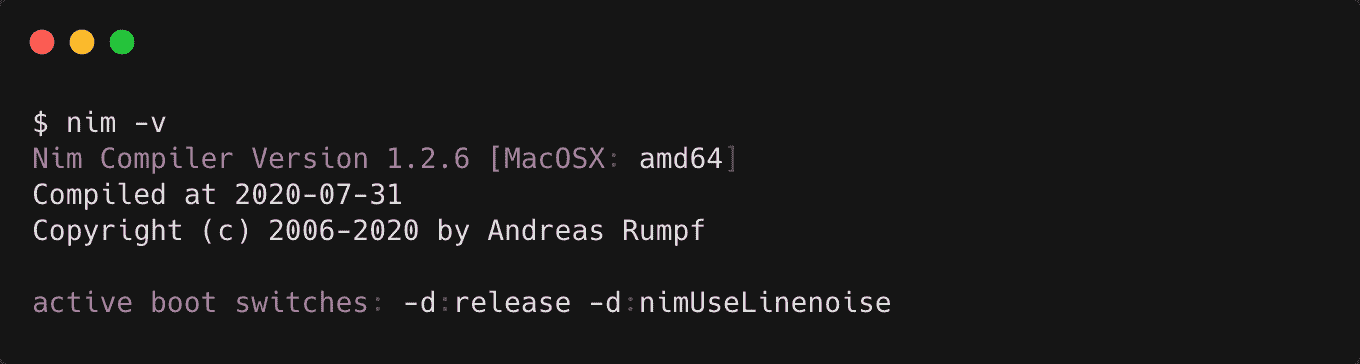 $ nim -v
Nim Compiler Version 1.2.6 [MacOSX: amd64]
Compiled at 2020-07-31
Copyright (c) 2006-2020 by Andreas Rumpf
active boot switches: -d:release -d:nimUseLinenoise